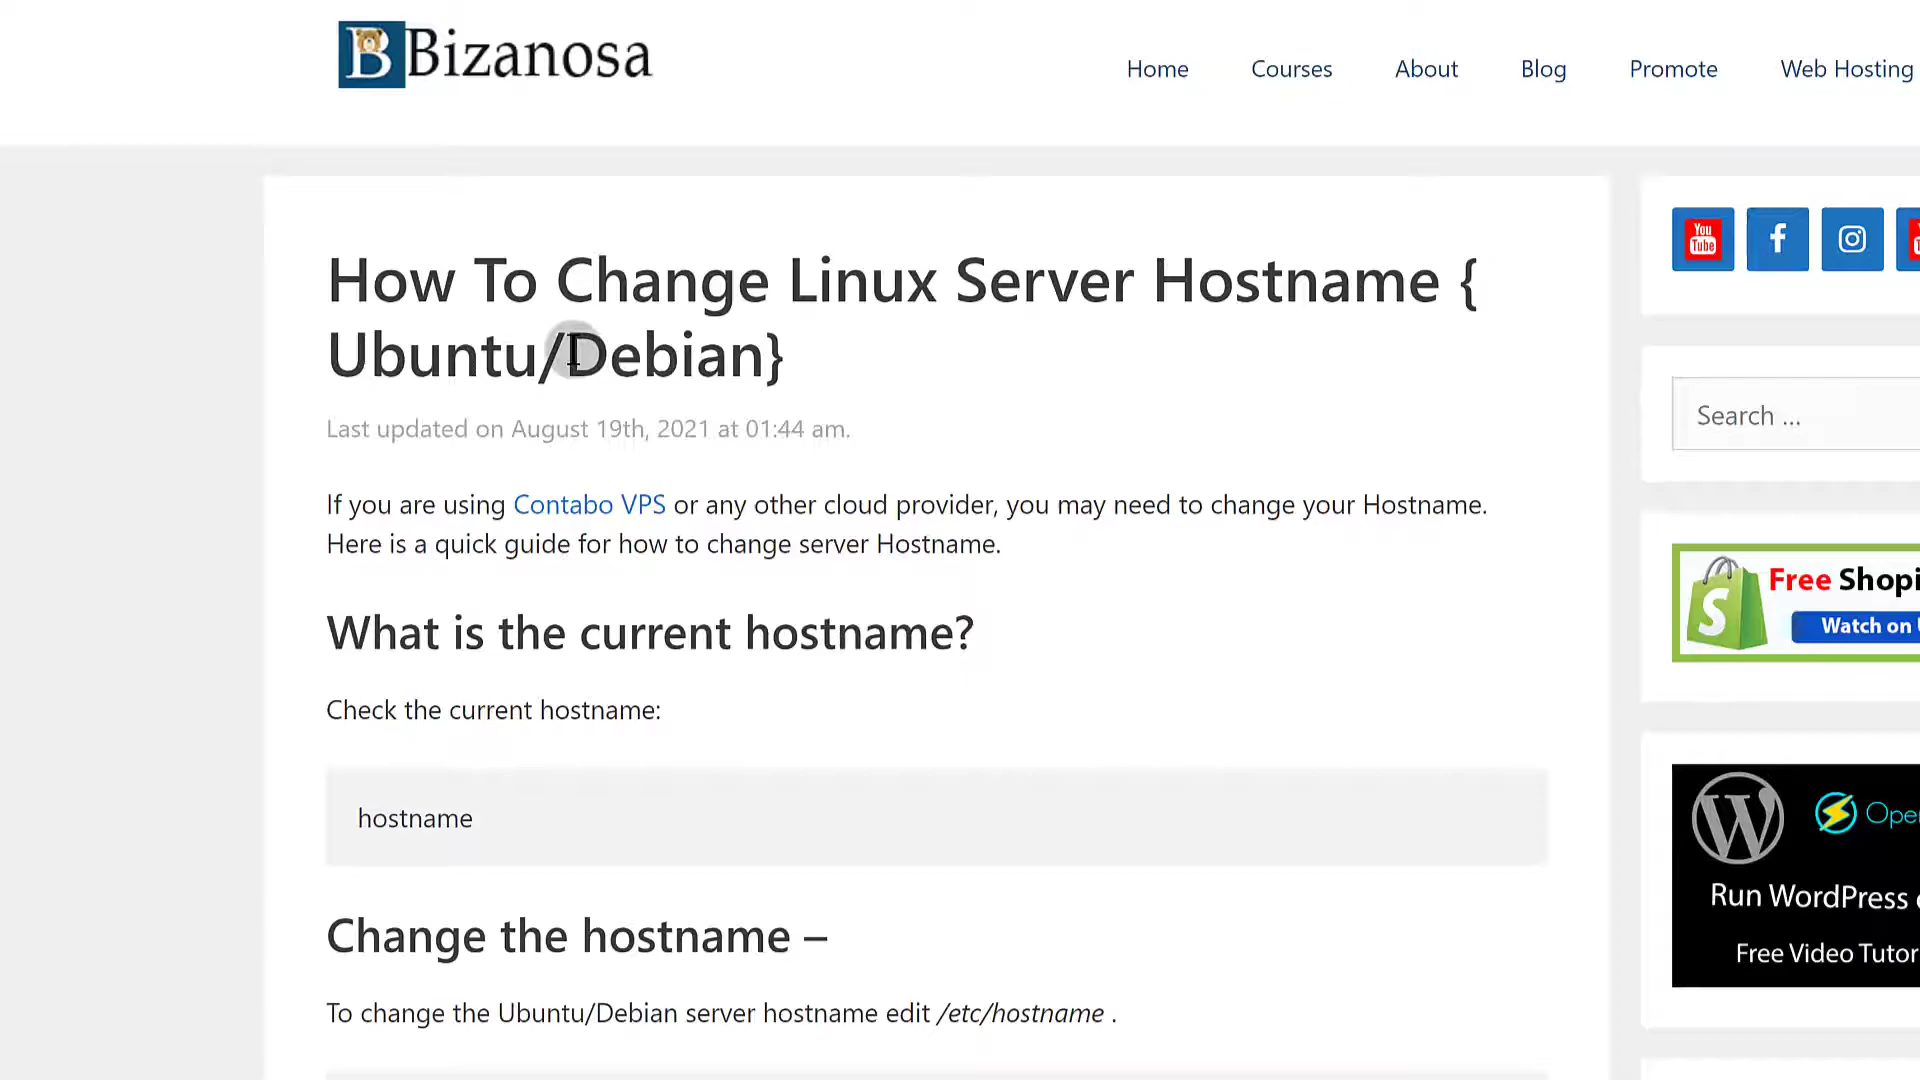 Bizanosa
Home Courses About Blog Promote Web Hosting
How To Change Linux Server Hostname {
Ubuntu/Debian}
Last updated on August 19th, 2021 at 01:44 am.
If you are using Contabo VPS or any other cloud provider, you may need to change your Hostname.
Here is a quick guide for how to change server Hostname.
What is the current hostname?
Check the current hostname:
hostname
Change the hostname –
To change the Ubuntu/Debian server hostname edit /etc/hostname .
You
Tube
Search ...
Free Shopi
Watch on
Ope
Run WordPress
Free Video Tutor